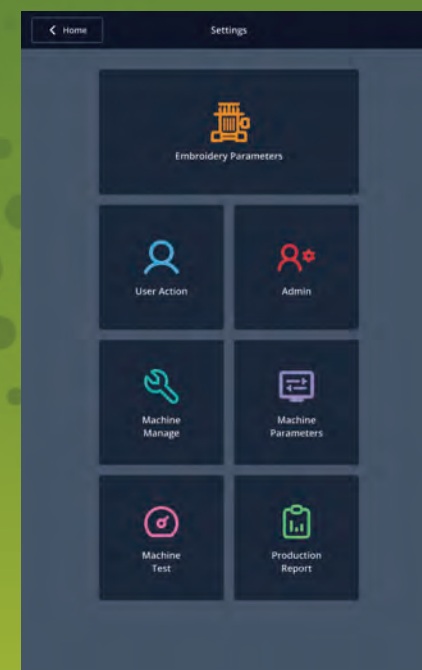 Home
Settings
Embroidery Parameters
User Action
Admin
Machine
Manage
Machine
Parameters
Machine
Test
Production
Report